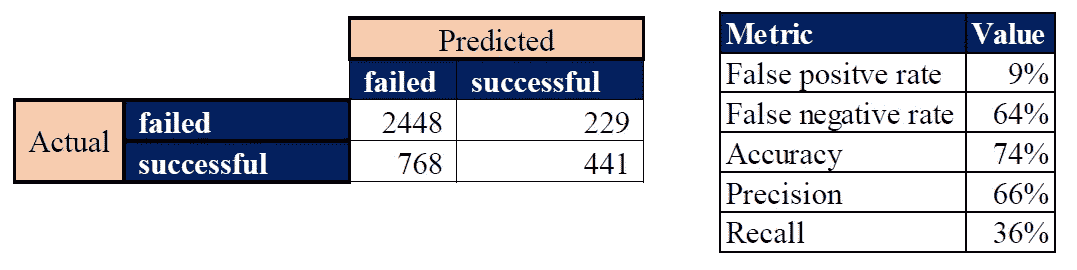 Predicted
failed successful
Actual
failed 2448 229
successful 768 441
Metric Value
False positve rate 9%
False negative rate 64%
Accuracy 74%
Precision 66%
Recall 36%